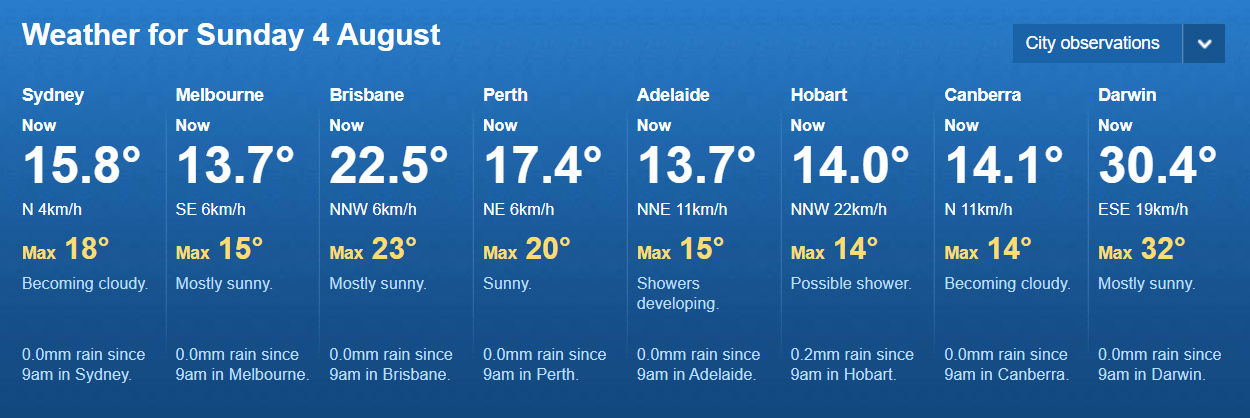 Weather for Sunday 4 August
City observations
Sydney
Now
15.8°
N 4km/h
Max 18°
Becoming cloudy.
0.0mm rain since
9am in Sydney.
Melbourne
Now
13.7°
SE 6km/h
Max 15°
Mostly sunny.
0.0mm rain since
9am in Melbourne.
Brisbane
Now
22.5°
NNW 6km/h
Max 23°
Mostly sunny.
0.0mm rain since
9am in Brisbane.
Perth
Now
17.4°
NE 6km/h
Max 20°
Sunny.
0.0mm rain since
9am in Perth.
Adelaide
Now
13.7°
NNE 11km/h
Max 15°
Showers
developing.
0.0mm rain since
9am in Adelaide.
Hobart
Now
14.0°
NNW 22km/h
Max 14°
Possible shower.
0.2mm rain since
9am in Hobart.
Canberra
Now
14.1°
N 11km/h
Max 14°
Becoming cloudy.
0.0mm rain since
9am in Canberra.
Darwin
Now
30.4°
ESE 19km/h
Max 32°
Mostly sunny.
0.0mm rain since
9am in Darwin.